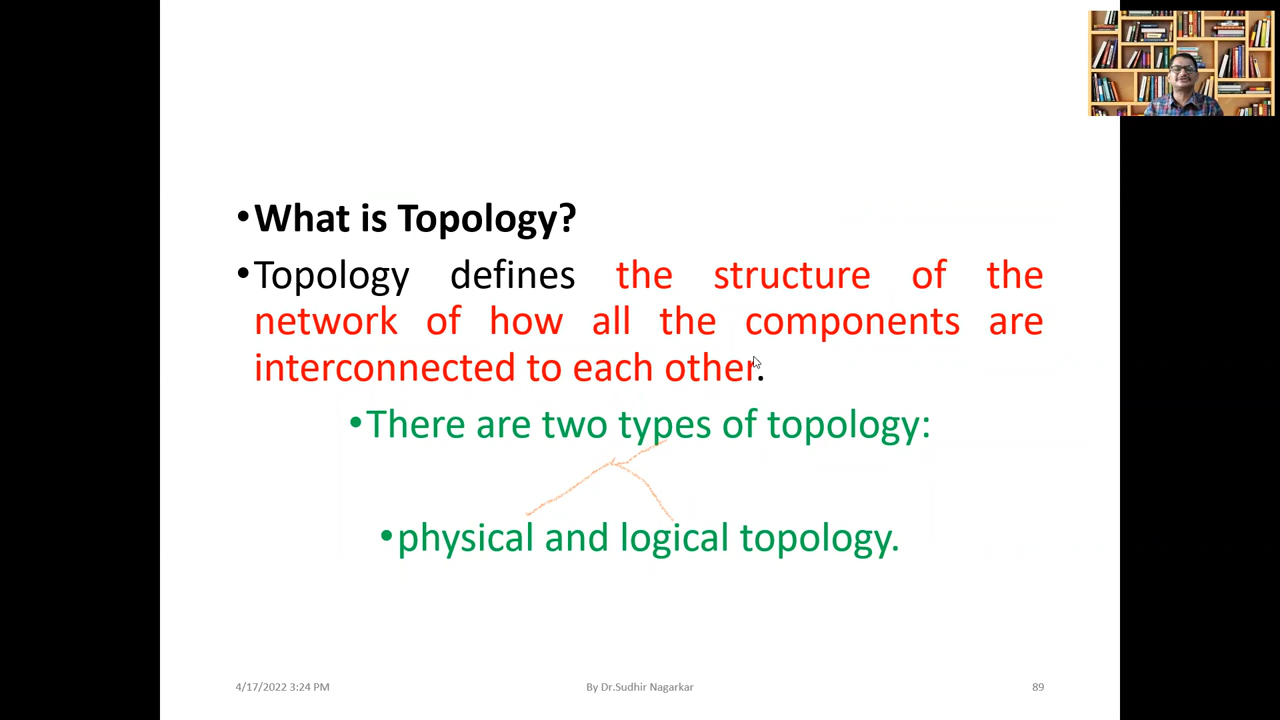 •What is Topology?
•Topology defines the structure of the
network of how all the components are
interconnected to each other.
•There are two types of topology:
•physical and logical topology.
4/17/2022 3:24 PM
By Dr.Sudhir Nagarkar
89